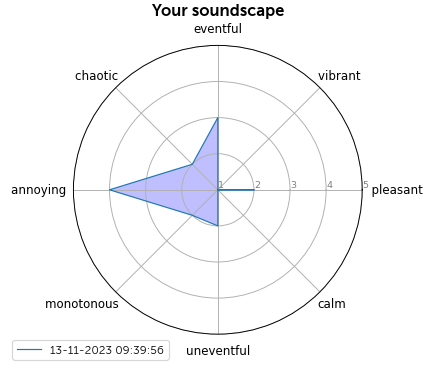 Your soundscape
eventful
chaotic
vibrant
annoying
1 2 3 4 5
pleasant
monotonous
calm
uneventful
13-11-2023 09:39:56